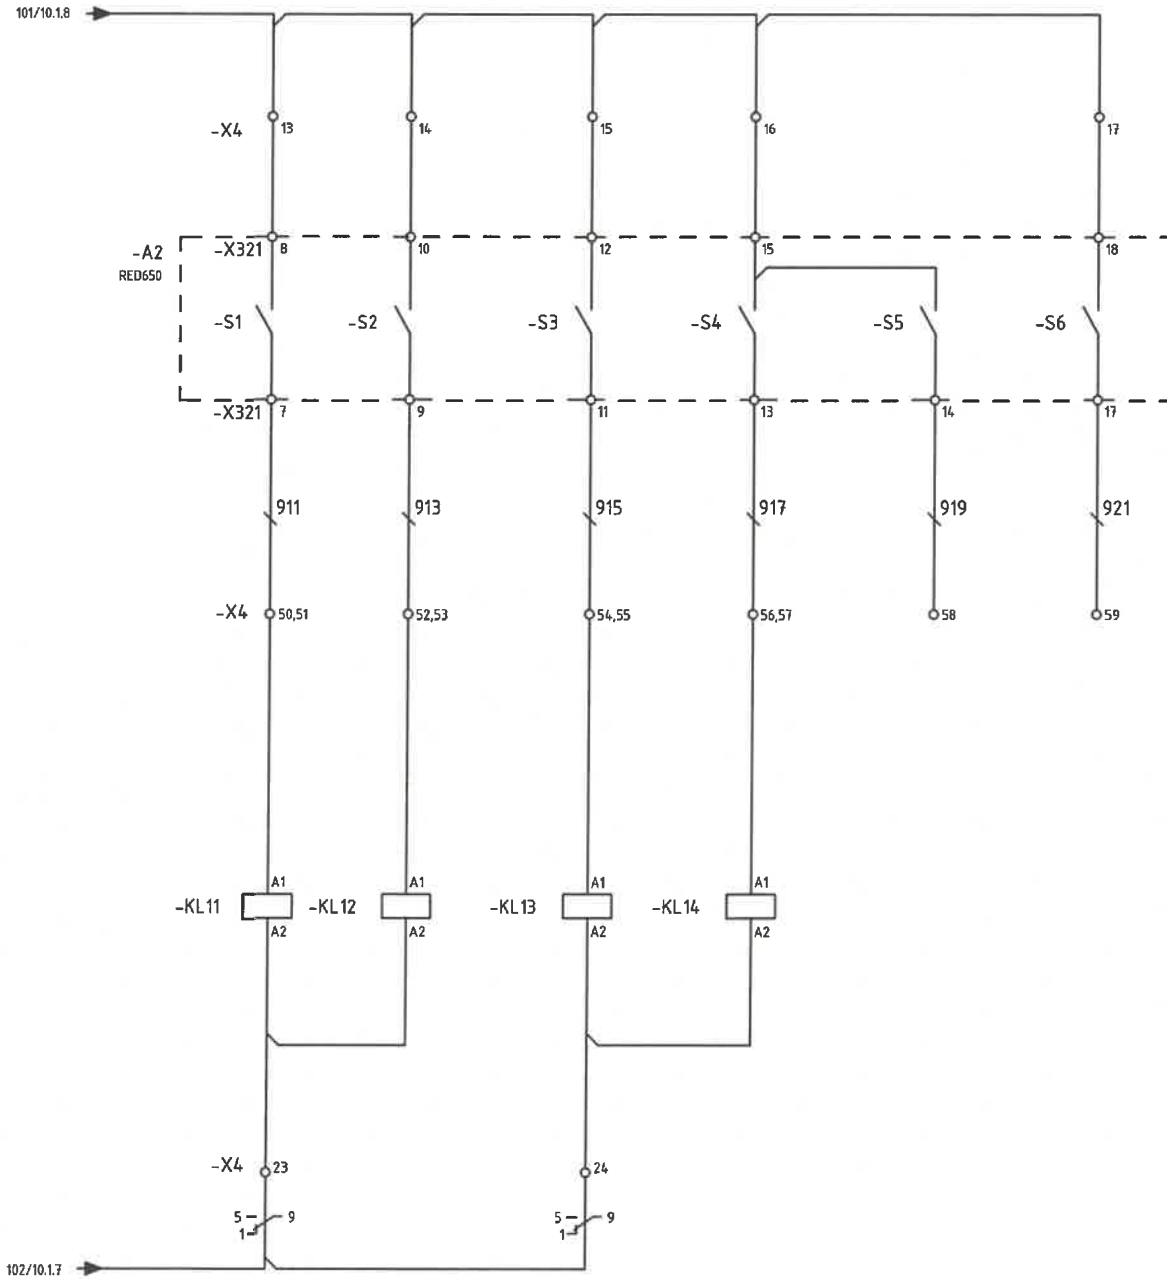 101/10.1.8
-X4 13 14 15 16 17
-A2 -X321 8 10 12 15 18
RED650
-S1 -S2 -S3 -S4 -S5 -S6
-X321 7 9 11 13 14 17
911 913 915 917 919 921
-X4 50,51 52,53 54,55 56,57 58 59
A1 A1 A1 A1
-KL11 -KL12 -KL13 -KL14
A2 A2 A2 A2
-X4 23 24
5 9 5 9
1 1
102/10.1.7